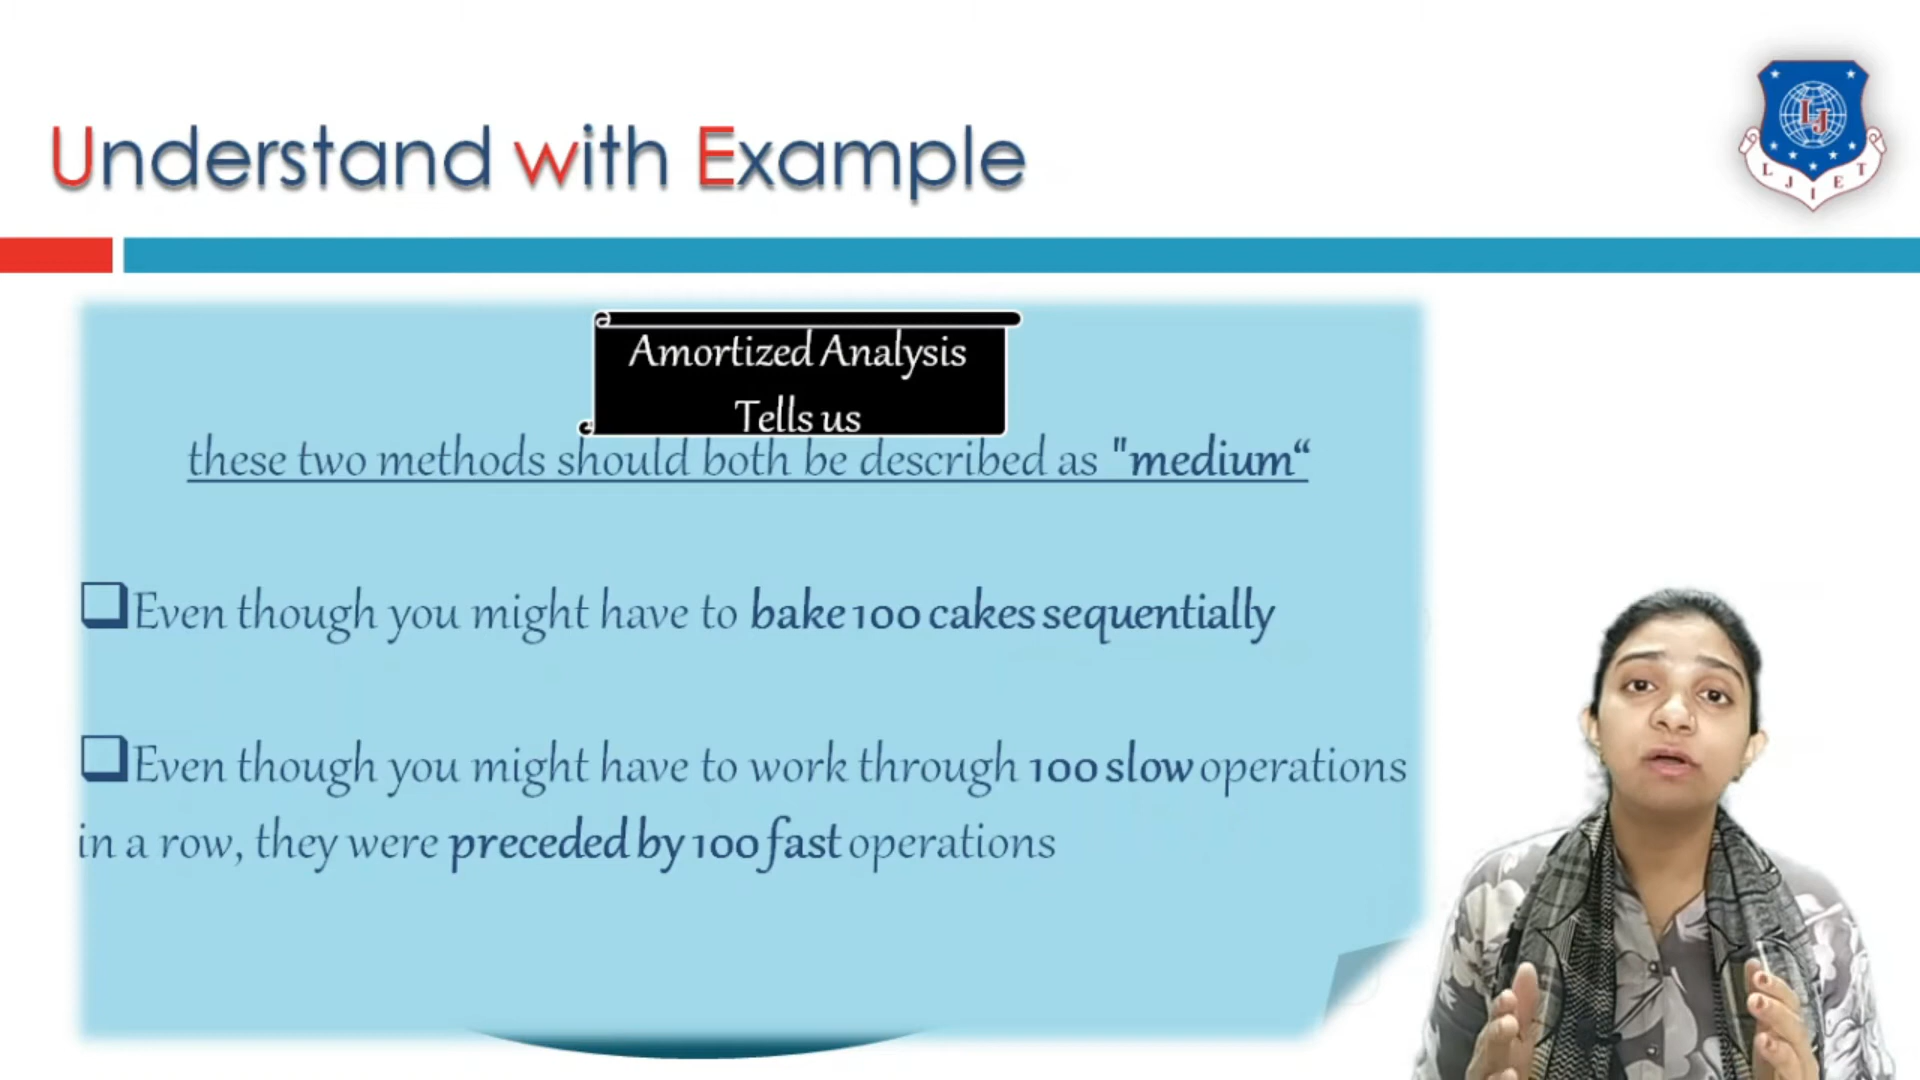 Understand with Example
LJIET
Amortized Analysis
Tells us
these two methods should both be described as "medium“
Even though you might have to bake 100 cakes sequentially
Even though you might have to work through 100 slow operations
in a row, they were preceded by 100 fast operations